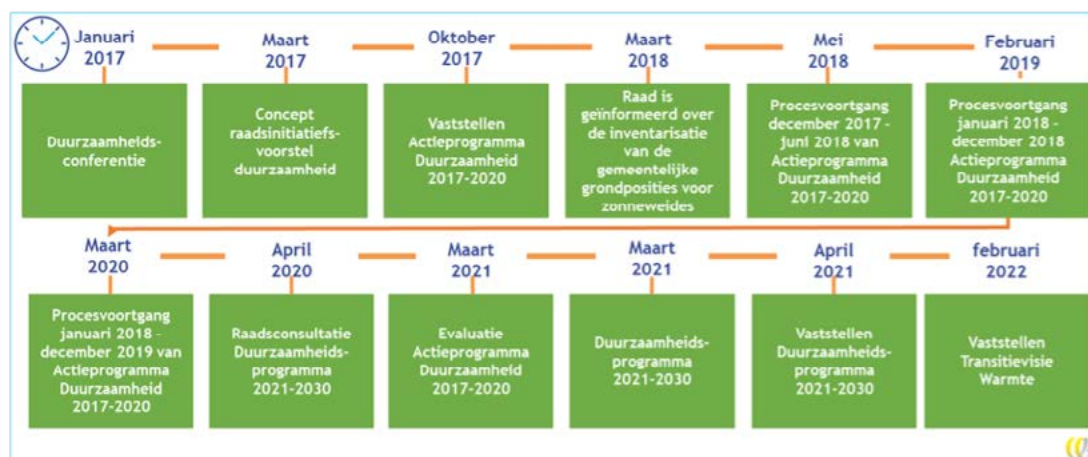 Januari
2017
Maart
2017
Oktober
2017
Maart
2018
Mei
2018
Februari
2019
Duurzaamheids-
conferentie
Concept
raadsinitiatiefs-
voorstel
duurzaamheid
Vaststellen
Actieprogramma
Duurzaamheid
2017-2020
Raad is
geïnformeerd over
de inventarisatie
van de
gemeentelijke
grondposities voor
zonneweides
Procesvoortgang
december 2017 -
juni 2018 van
Actieprogramma
Duurzaamheid
2017-2020
Procesvoortgang
januari 2018 -
december 2018
Actieprogramma
Duurzaamheid
2017-2020
Maart
2020
April
2020
Maart
2021
Maart
2021
April
2021
februari
2022
Procesvoortgang
januari 2018 -
december 2019 van
Actieprogramma
Duurzaamheid
2017-2020
Raadsconsultatie
Duurzaamheids-
programma
2021-2030
Evaluatie
Actieprogramma
Duurzaamheid
2017-2020
Duurzaamheids-
programma
2021-2030
Vaststellen
Duurzaamheids-
programma
2021-2030
Vaststellen
Transitievisie
Warmte